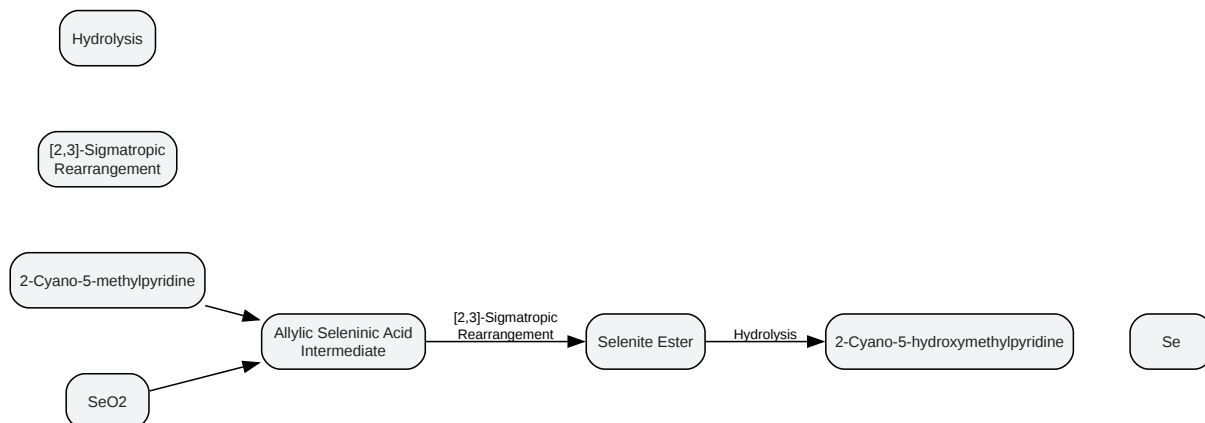 Hydrolysis
[2,3]-Sigmatropic
Rearrangement
2-Cyano-5-methylpyridine
SeO2
Allylic Seleninic Acid
Intermediate
[2,3]-Sigmatropic
Rearrangement
Selenite Ester
Hydrolysis
2-Cyano-5-hydroxymethylpyridine
Se